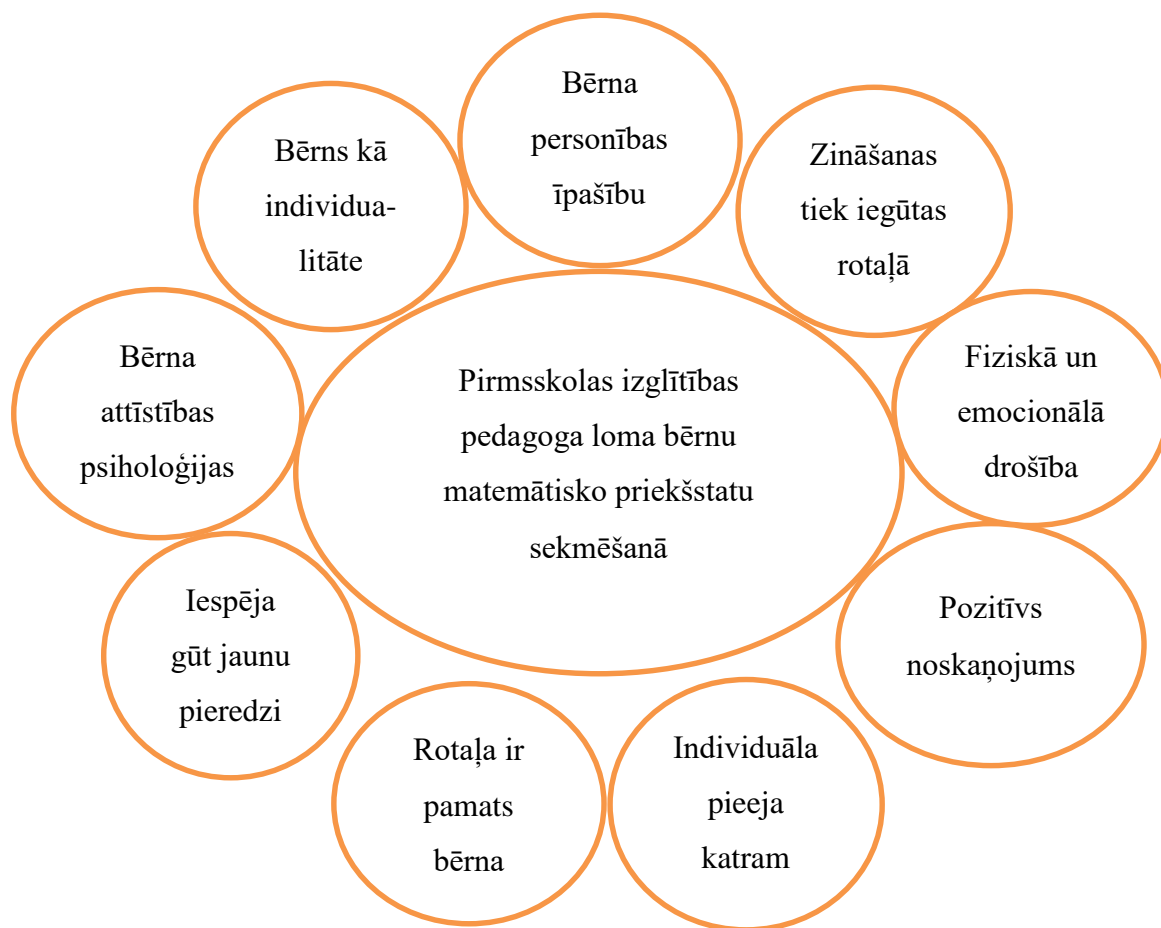 Bērna
personības
īpašību
Bērns kā
individua-
litāte
Zināšanas
tiek iegūtas
rotaļā
Bērna
attīstības
psiholoģijas
Pirmsskolas izglītības
pedagoga loma bērnu
matemātisko priekšstatu
sekmēšanā
Fiziskā un
emocionālā
drošība
Iespēja
gūt jaunu
pieredzi
Pozitīvs
noskaņojums
Rotaļa ir
pamats
bērna
Individuāla
pieeja
katram